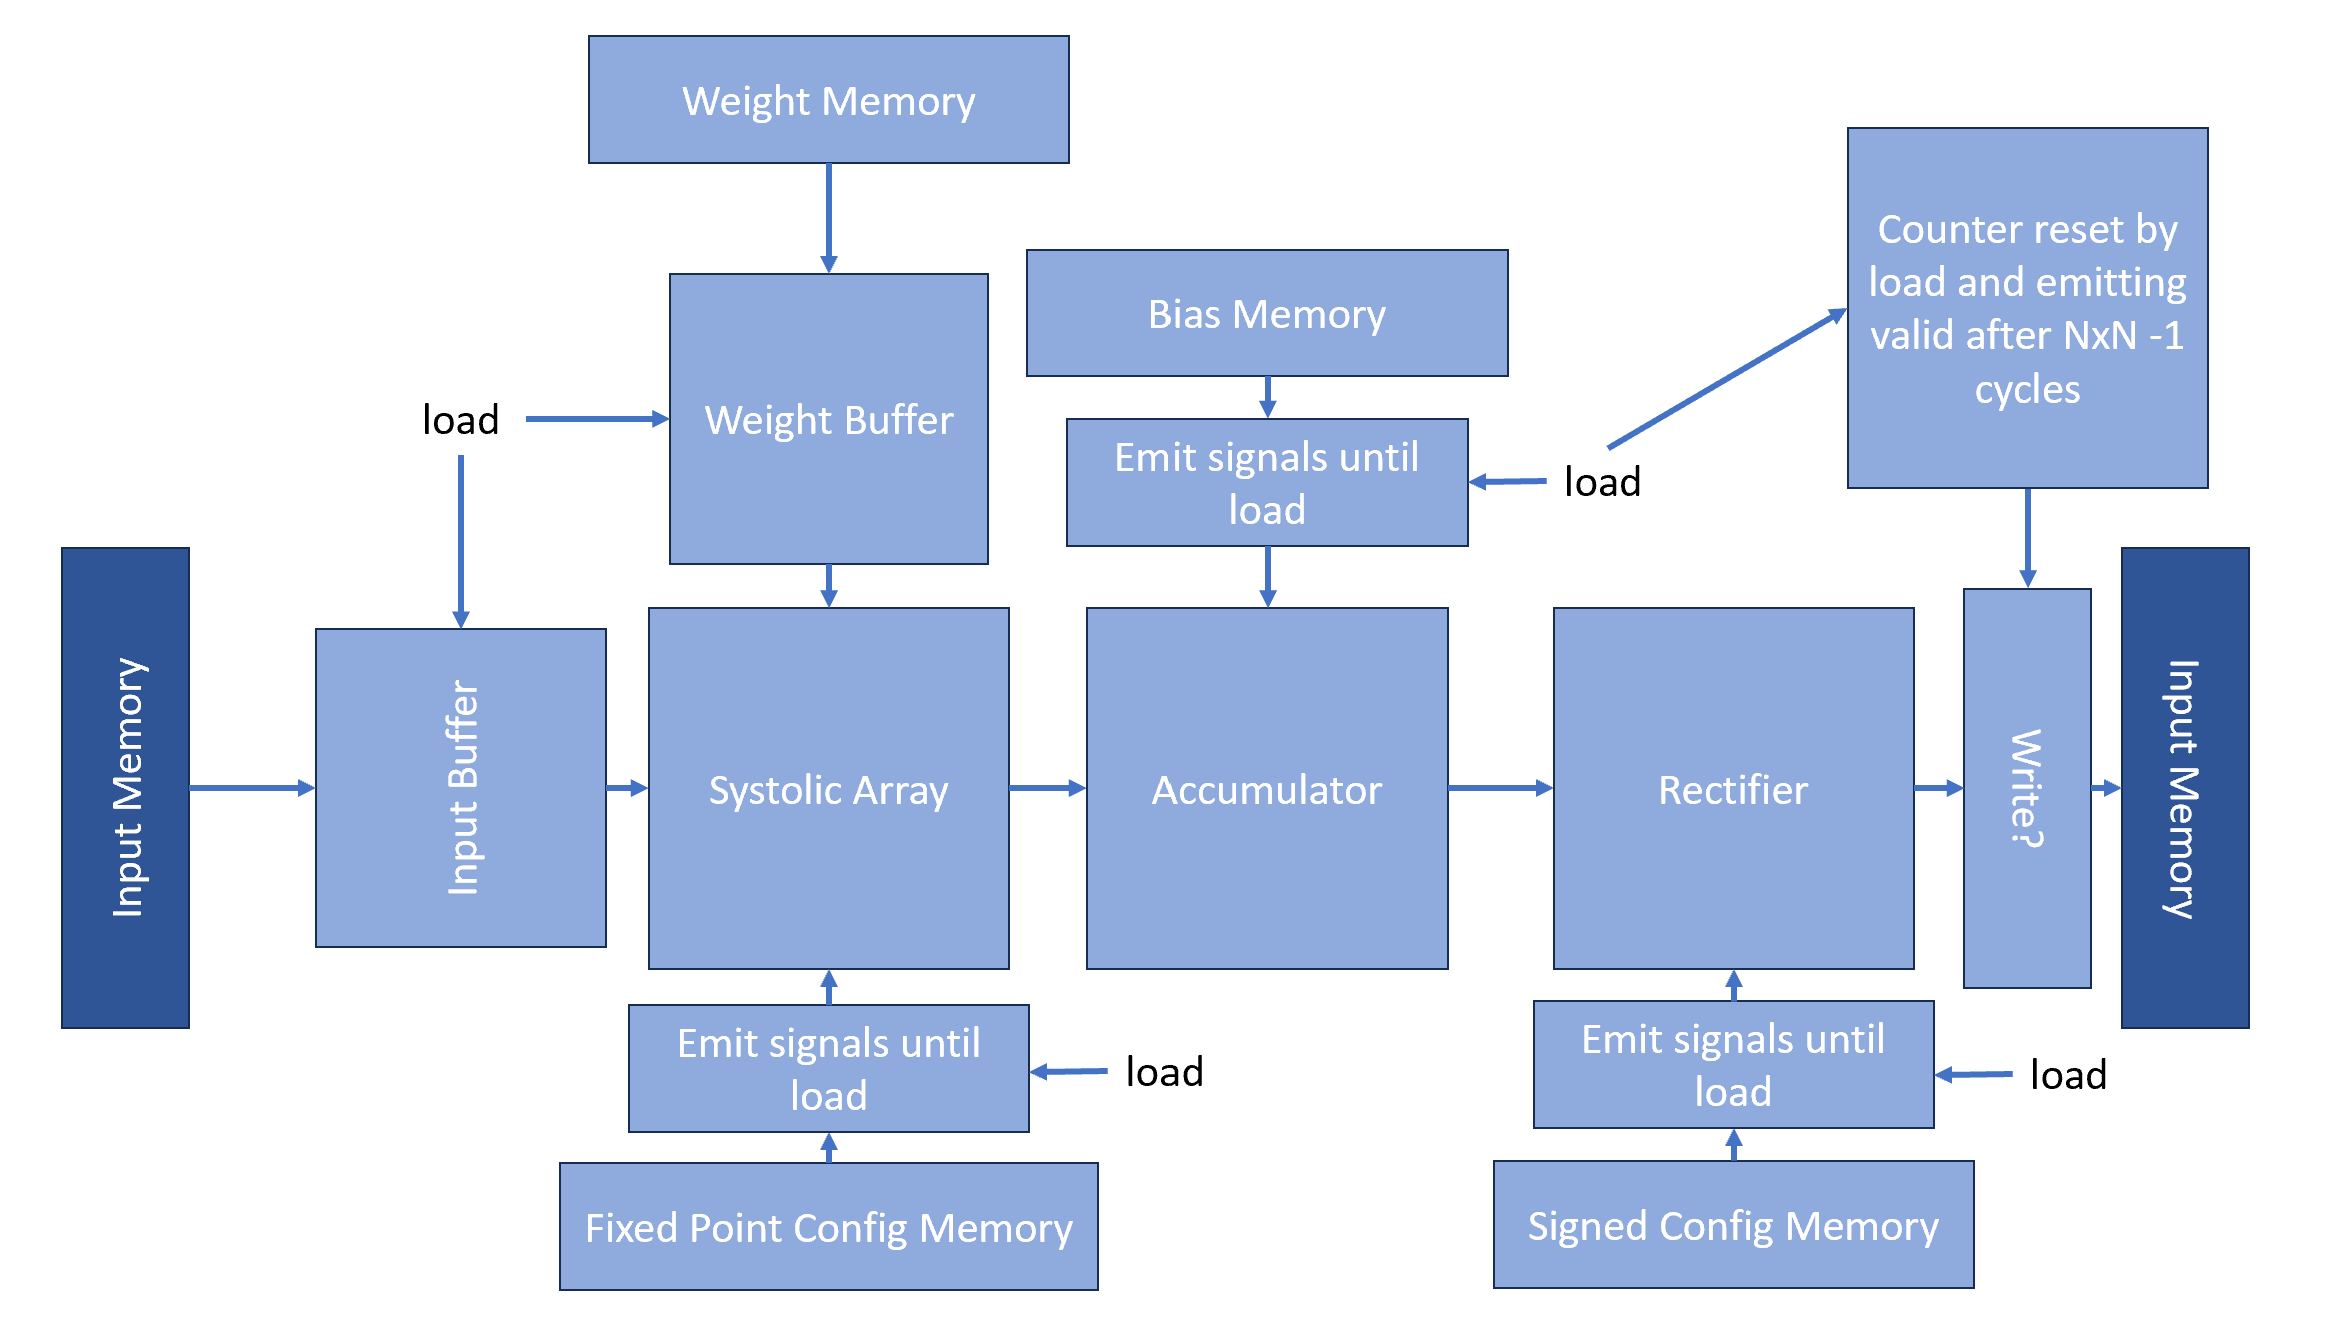 Weight Memory
Counter reset by
load and emitting
valid after NxN -1
cycles
Bias Memory
load
Weight Buffer
Emit signals until
load
load
Input Memory
Input Buffer
Systolic Array
Accumulator
Rectifier
Write?
Input Memory
Emit signals until
load
load
Emit signals until
load
load
Fixed Point Config Memory
Signed Config Memory